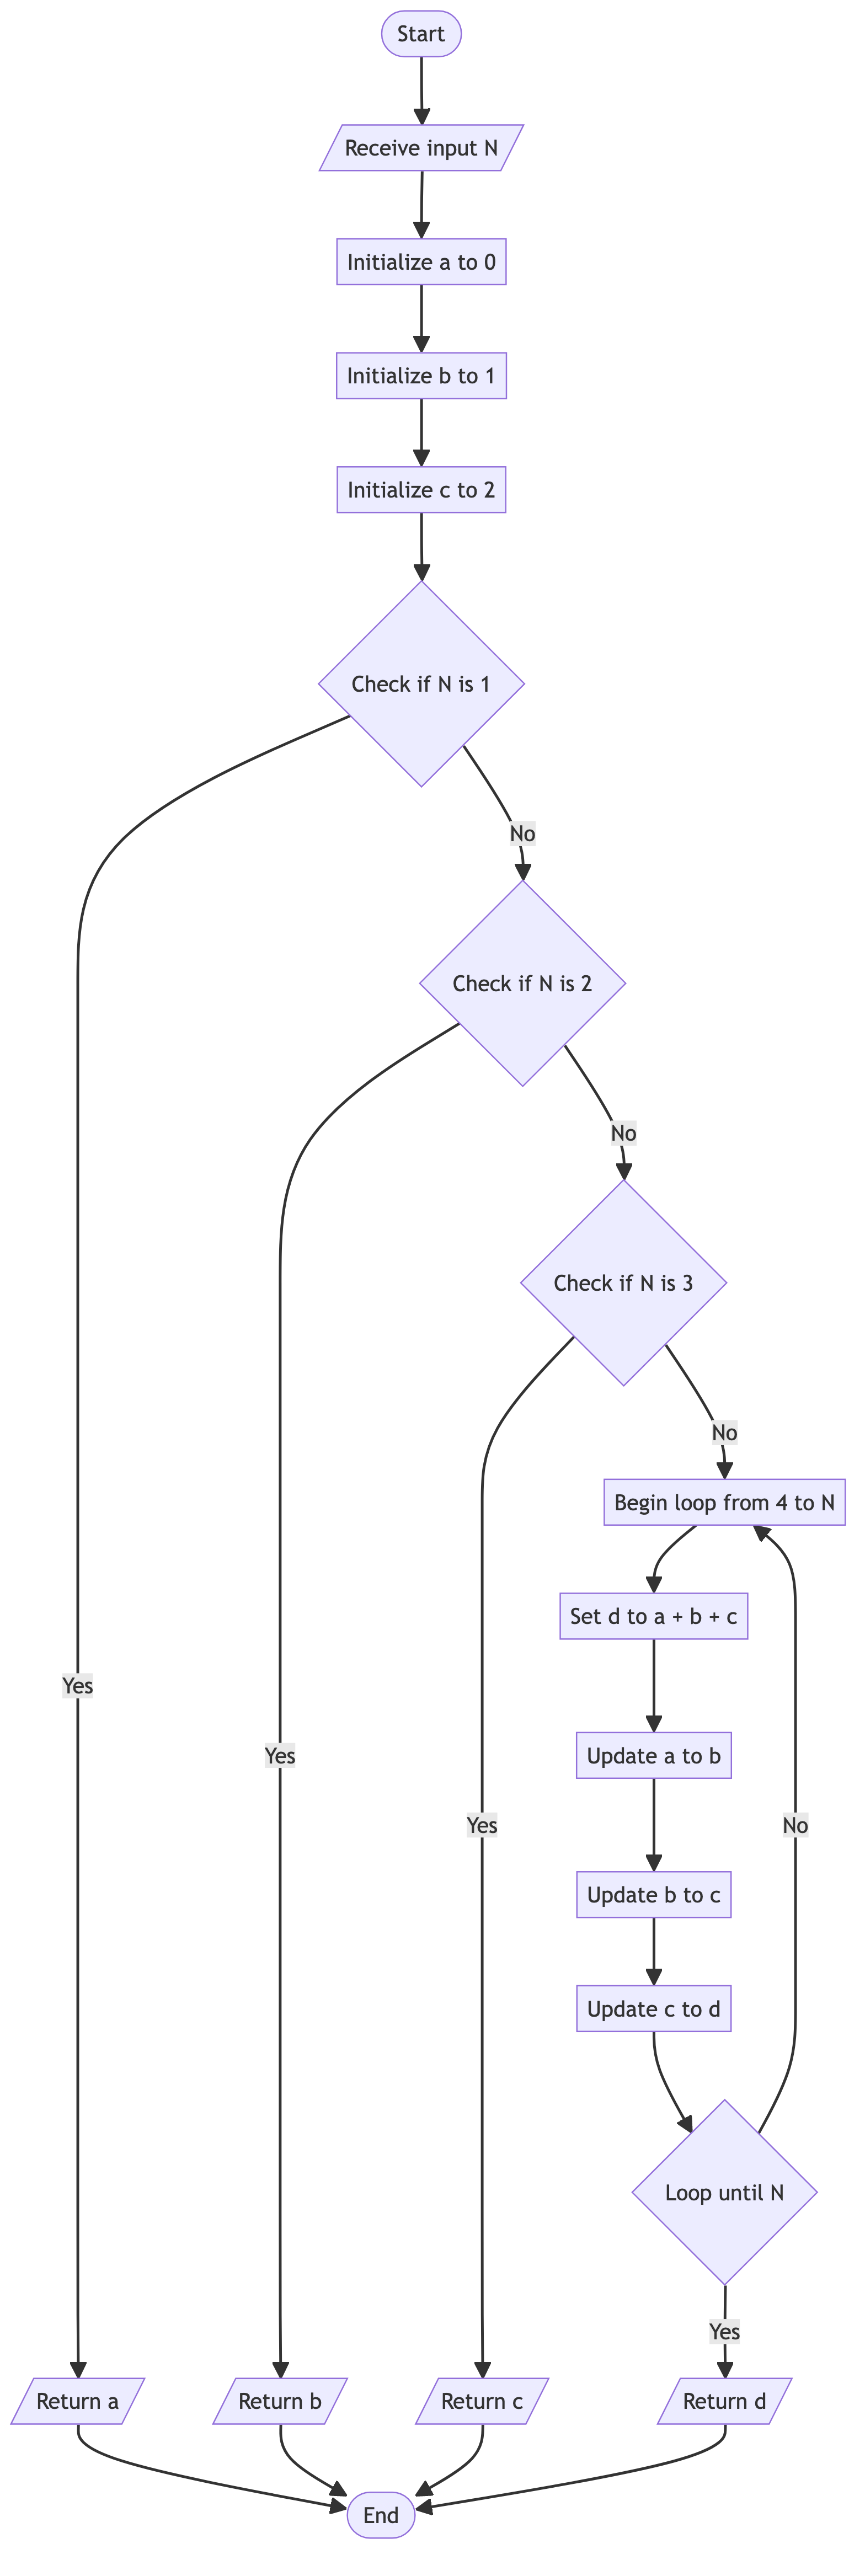 Start
Receive input N
Initialize a to 0
Initialize b to 1
Initialize c to 2
Check if N is 1
No
Check if N is 2
No
Check if N is 3
No
Begin loop from 4 to N
Set d to a + b + c
Yes
Update a to b
Yes
Yes
No
Update b to c
Update c to d
Loop until N
Yes
Return a
Return b
Return c
Return d
End